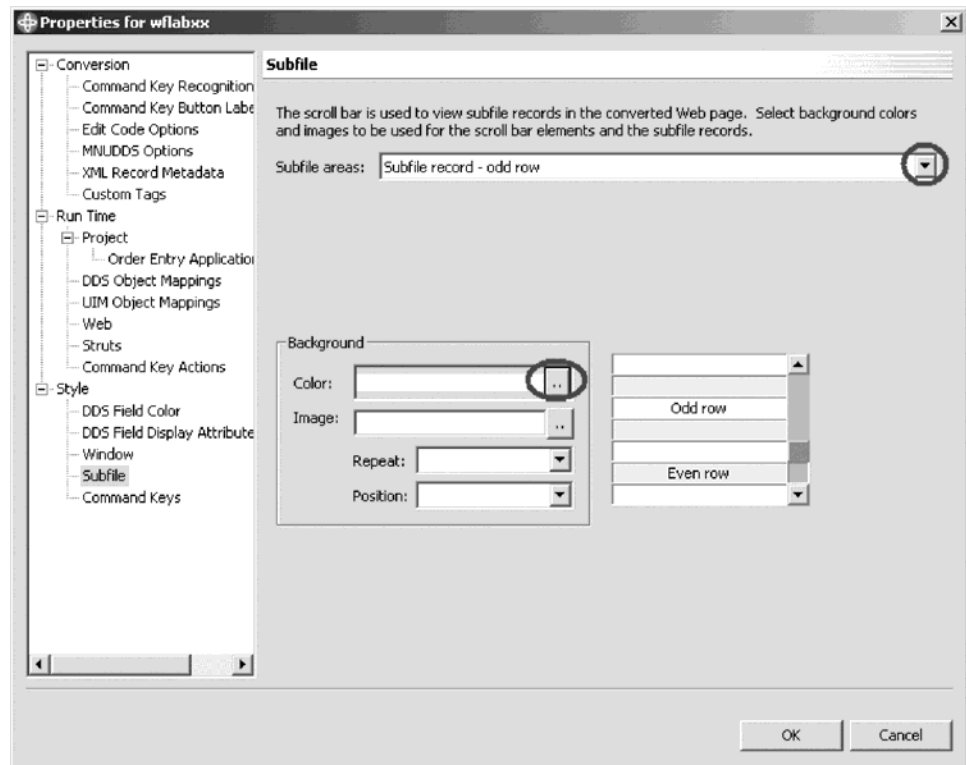 Properties for wflabxx
Conversion
Command Key Recognition
Command Key Button Labe
Edit Code Options
MNUDDS Options
XML Record Metadata
Custom Tags
Run Time
Project
Order Entry Applicatio
DDS Object Mappings
UIM Object Mappings
Web
Struts
Command Key Actions
Style
DDS Field Color
DDS Field Display Attribute
Window
Subfile
Command Keys
Subfile
The scroll bar is used to view subfile records in the converted Web page. Select background colors
and images to be used for the scroll bar elements and the subfile records.
Subfile areas: Subfile record - odd row
Background
Color: ..
Image: ..
Repeat:
Position:
Odd row
Even row
OK Cancel